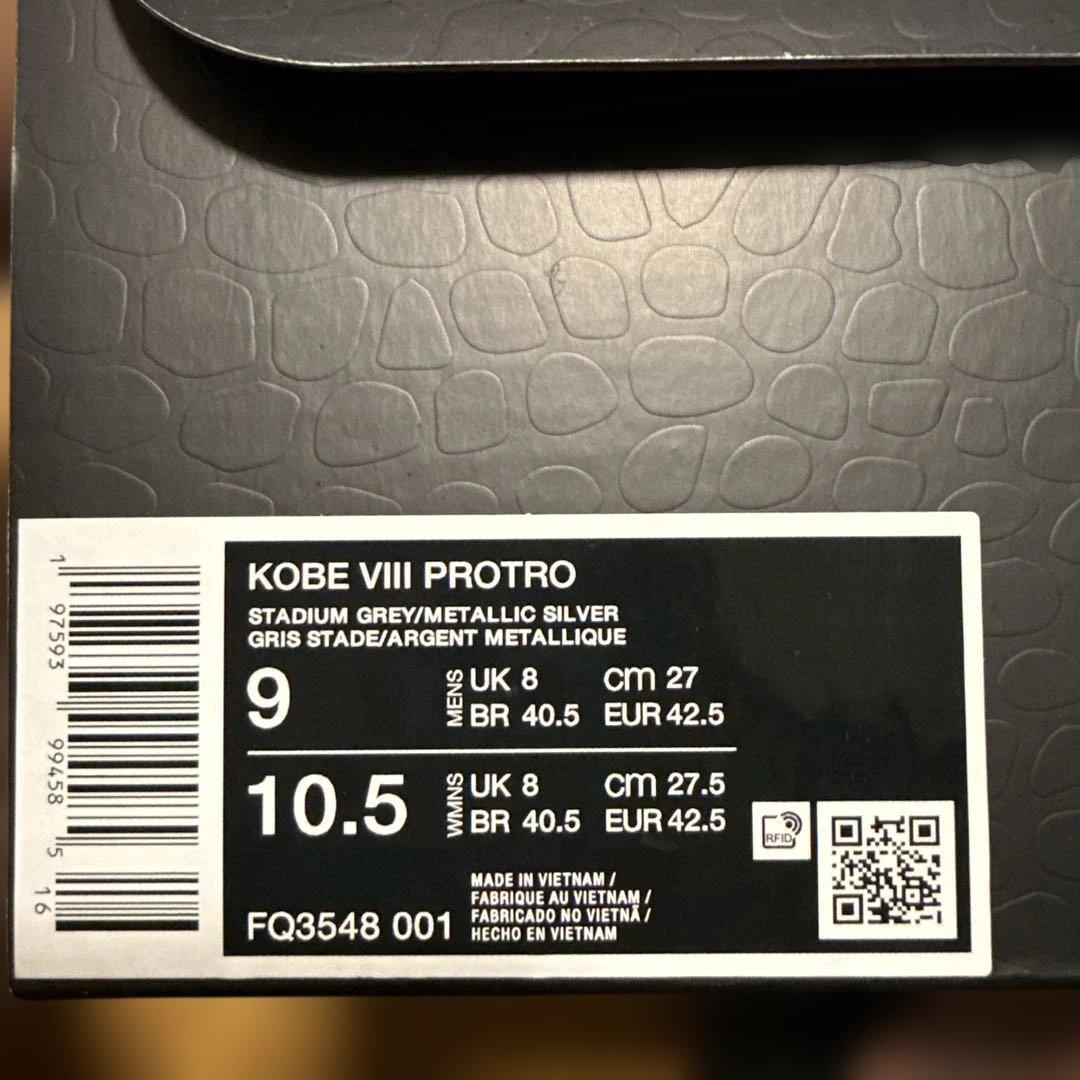 KOBE VIII PROTRO
STADIUM GREY/METALLIC SILVER
GRIS STADE/ARGENT METALLIQUE
9 MENS UK 8 cm 27
BR 40.5 EUR 42.5
10.5 WMNS UK 8 cm 27.5
BR 40.5 EUR 42.5
RFID
MADE IN VIETNAM /
FABRIQUE AU VIETNAM /
FABRICADO NO VIETNÃ /
HECHO EN VIETNAM
FQ3548 001
1 97593 99458 5 16